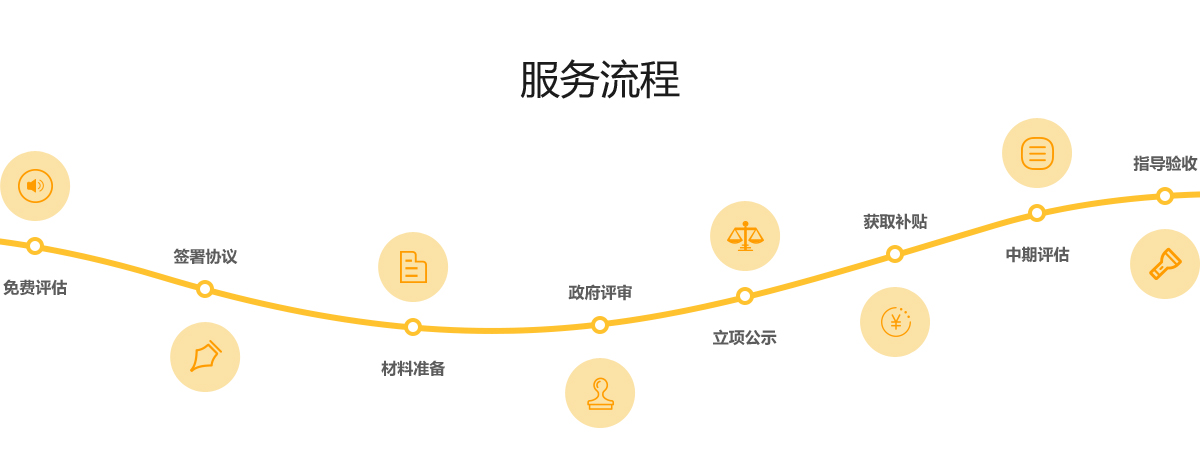 服务流程
免费评估
签署协议
材料准备
政府评审
立项公示
获取补贴
中期评估
指导验收